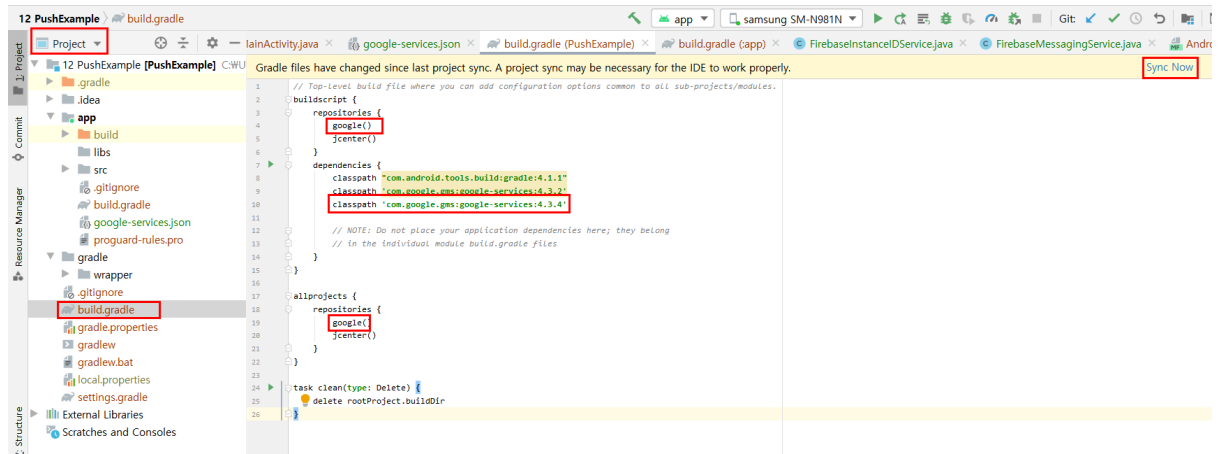 12 PushExample 〉 build.gradle
app
samsung SM-N981N
Git:
Project
lainActivity.java
google-services.json
build.gradle (PushExample)
build.gradle (:app)
FirebaseInstanceIDService.java
FirebaseMessagingService.java
Andro
1: Project
Commit
Resource Manager
Structure
12 PushExample [PushExample] C:₩U
.gradle
.idea
app
build
libs
src
.gitignore
build.gradle
google-services.json
proguard-rules.pro
gradle
wrapper
.gitignore
build.gradle
gradle.properties
gradlew
gradlew.bat
local.properties
settings.gradle
External Libraries
Scratches and Consoles
Gradle files have changed since last project sync. A project sync may be necessary for the IDE to work properly.
Sync Now
1 // Top-level build file where you can add configuration options common to all sub-projects/modules.
2 buildscript {
3 repositories {
4 google()
5 jcenter()
6 }
7 dependencies {
8 classpath "com.android.tools.build:gradle:4.1.1"
9 classpath 'com.google.gms:google-services:4.3.2'
10 classpath 'com.google.gms:google-services:4.3.4'
11
12 // NOTE: Do not place your application dependencies here; they belong
13 // in the individual module build.gradle files
14 }
15 }
16
17 allprojects {
18 repositories {
19 google()
20 jcenter()
21 }
22 }
23
24 task clean(type: Delete) {
25 delete rootProject.buildDir
26 }